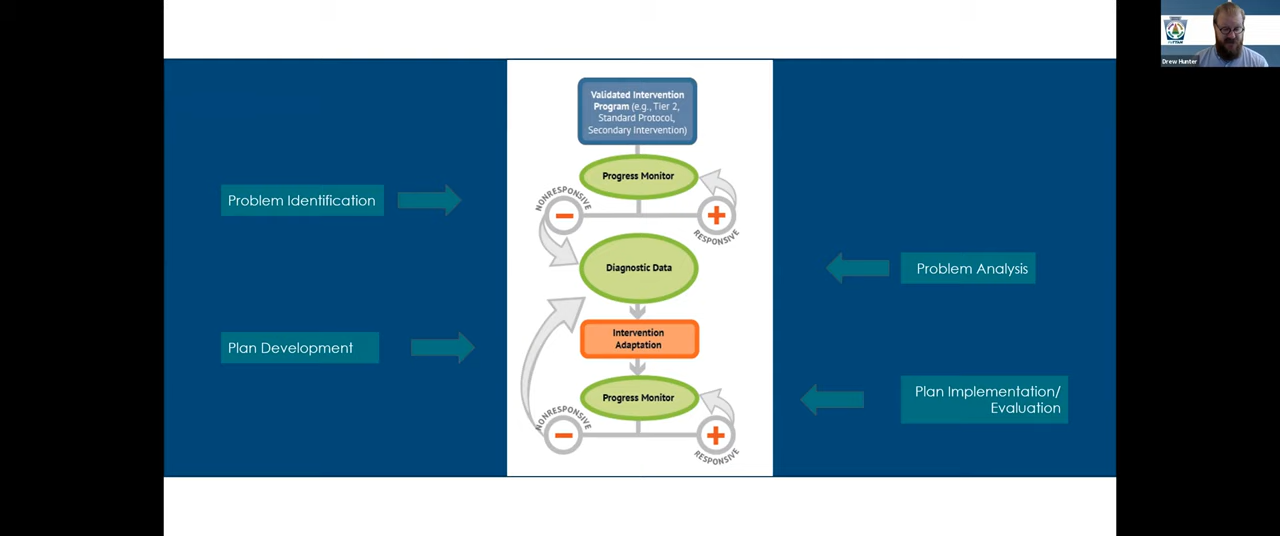 Drew Hunter
Validated Intervention
Program (e.g., Tier 2,
Standard Protocol,
Secondary Intervention)
Progress Monitor
Problem Identification
NONRESPONSIVE
RESPONSIVE
Diagnostic Data
Problem Analysis
Intervention
Adaptation
Plan Development
Progress Monitor
Plan Implementation/
Evaluation
NONRESPONSIVE
RESPONSIVE